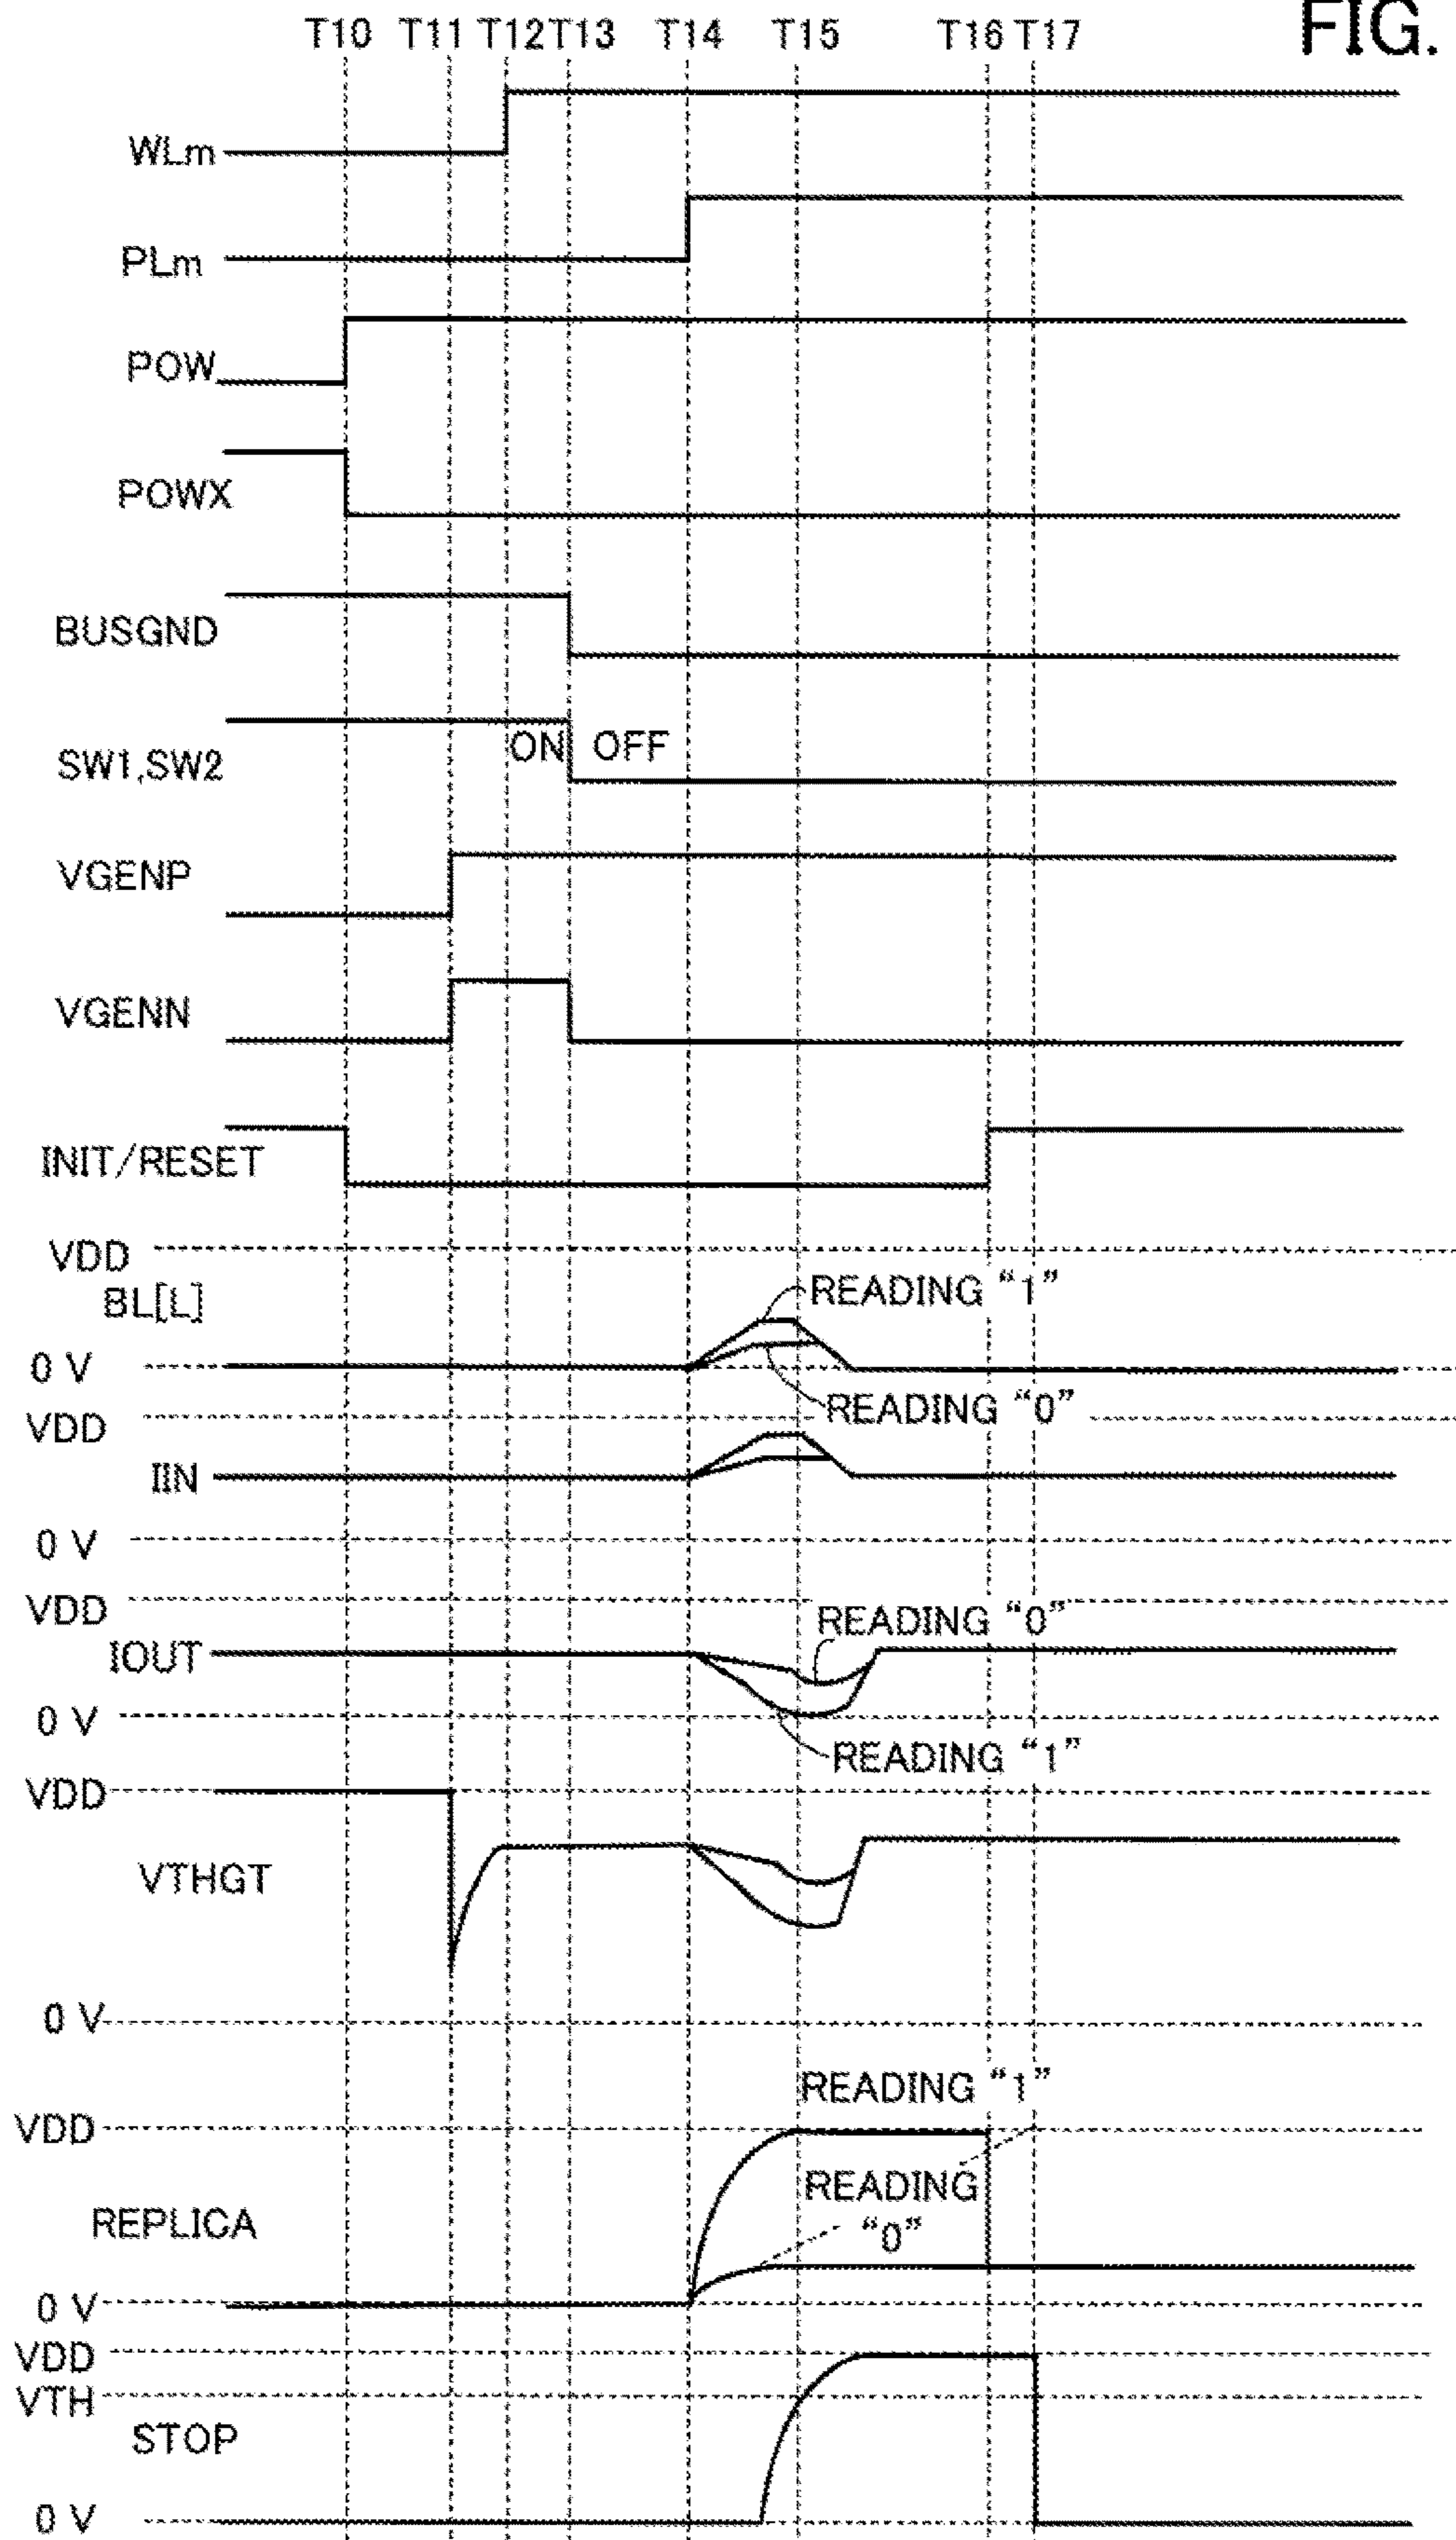 FIG.
T10 T11 T12 T13 T14 T15 T16 T17
WLm
PLm
POW
POWX
BUSGND
SW1,SW2
ON OFF
VGENP
VGENN
INIT/RESET
VDD
BL[L]
READING “1”
0 V
READING “0”
VDD
IIN
0 V
VDD
READING “0”
IOUT
0 V
READING “1”
VDD
VTHGT
0 V
READING “1”
VDD
READING
“0”
REPLICA
0 V
VDD
VTH
STOP
0 V